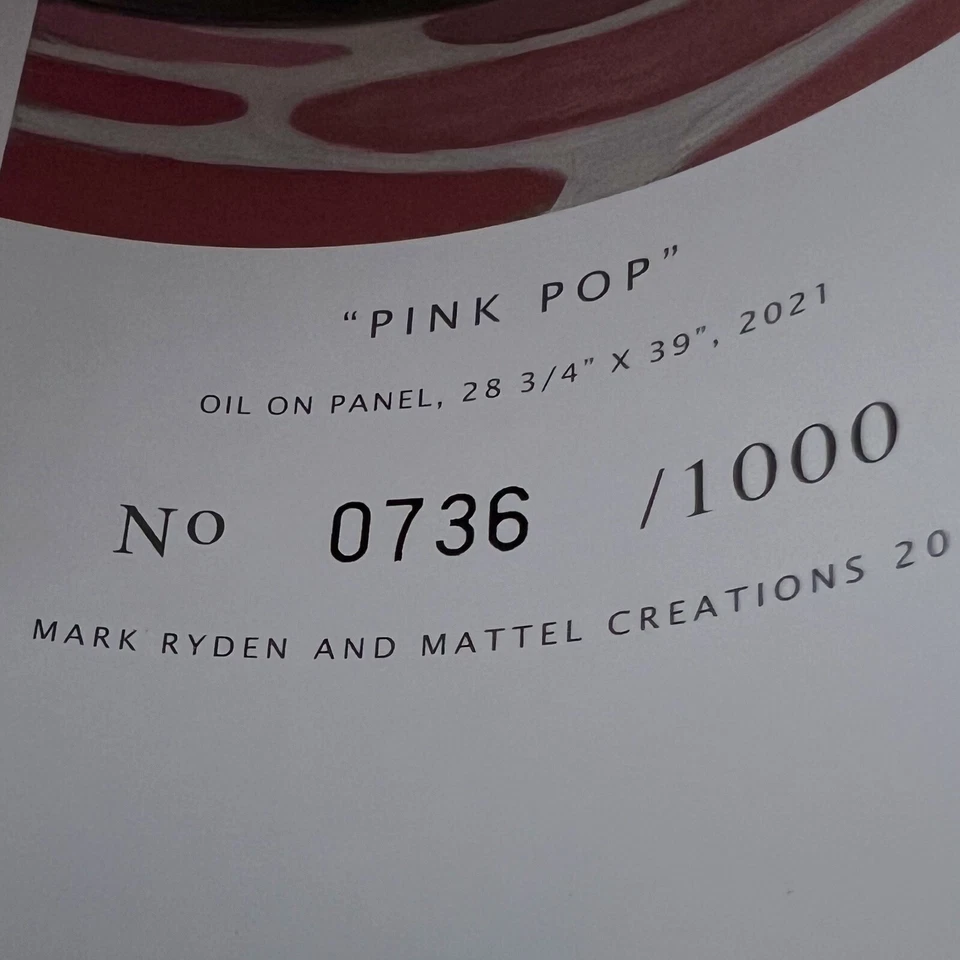 “PINK POP”
OIL ON PANEL, 28 3/4” X 39”, 2021
No 0736 /1000
MARK RYDEN AND MATTEL CREATIONS 20